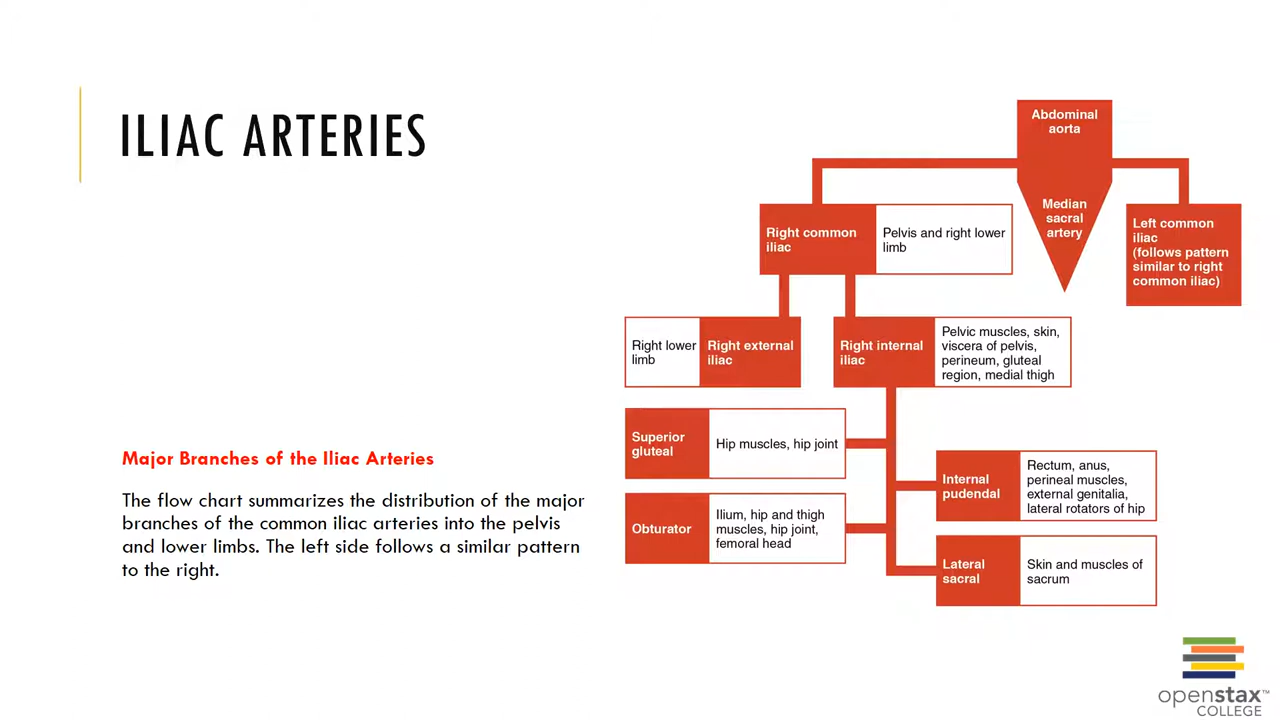 ILIAC ARTERIES
Major Branches of the Iliac Arteries
The flow chart summarizes the distribution of the major
branches of the common iliac arteries into the pelvis
and lower limbs. The left side follows a similar pattern
to the right.
Abdominal
aorta
Median
sacral
artery
Right common
iliac
Pelvis and right lower
limb
Left common
iliac
(follows pattern
similar to right
common iliac)
Right lower
limb
Right external
iliac
Right internal
iliac
Pelvic muscles, skin,
viscera of pelvis,
perineum, gluteal
region, medial thigh
Superior
gluteal
Hip muscles, hip joint
Obturator
Ilium, hip and thigh
muscles, hip joint,
femoral head
Internal
pudendal
Rectum, anus,
perineal muscles,
external genitalia,
lateral rotators of hip
Lateral
sacral
Skin and muscles of
sacrum
openstax™
COLLEGE